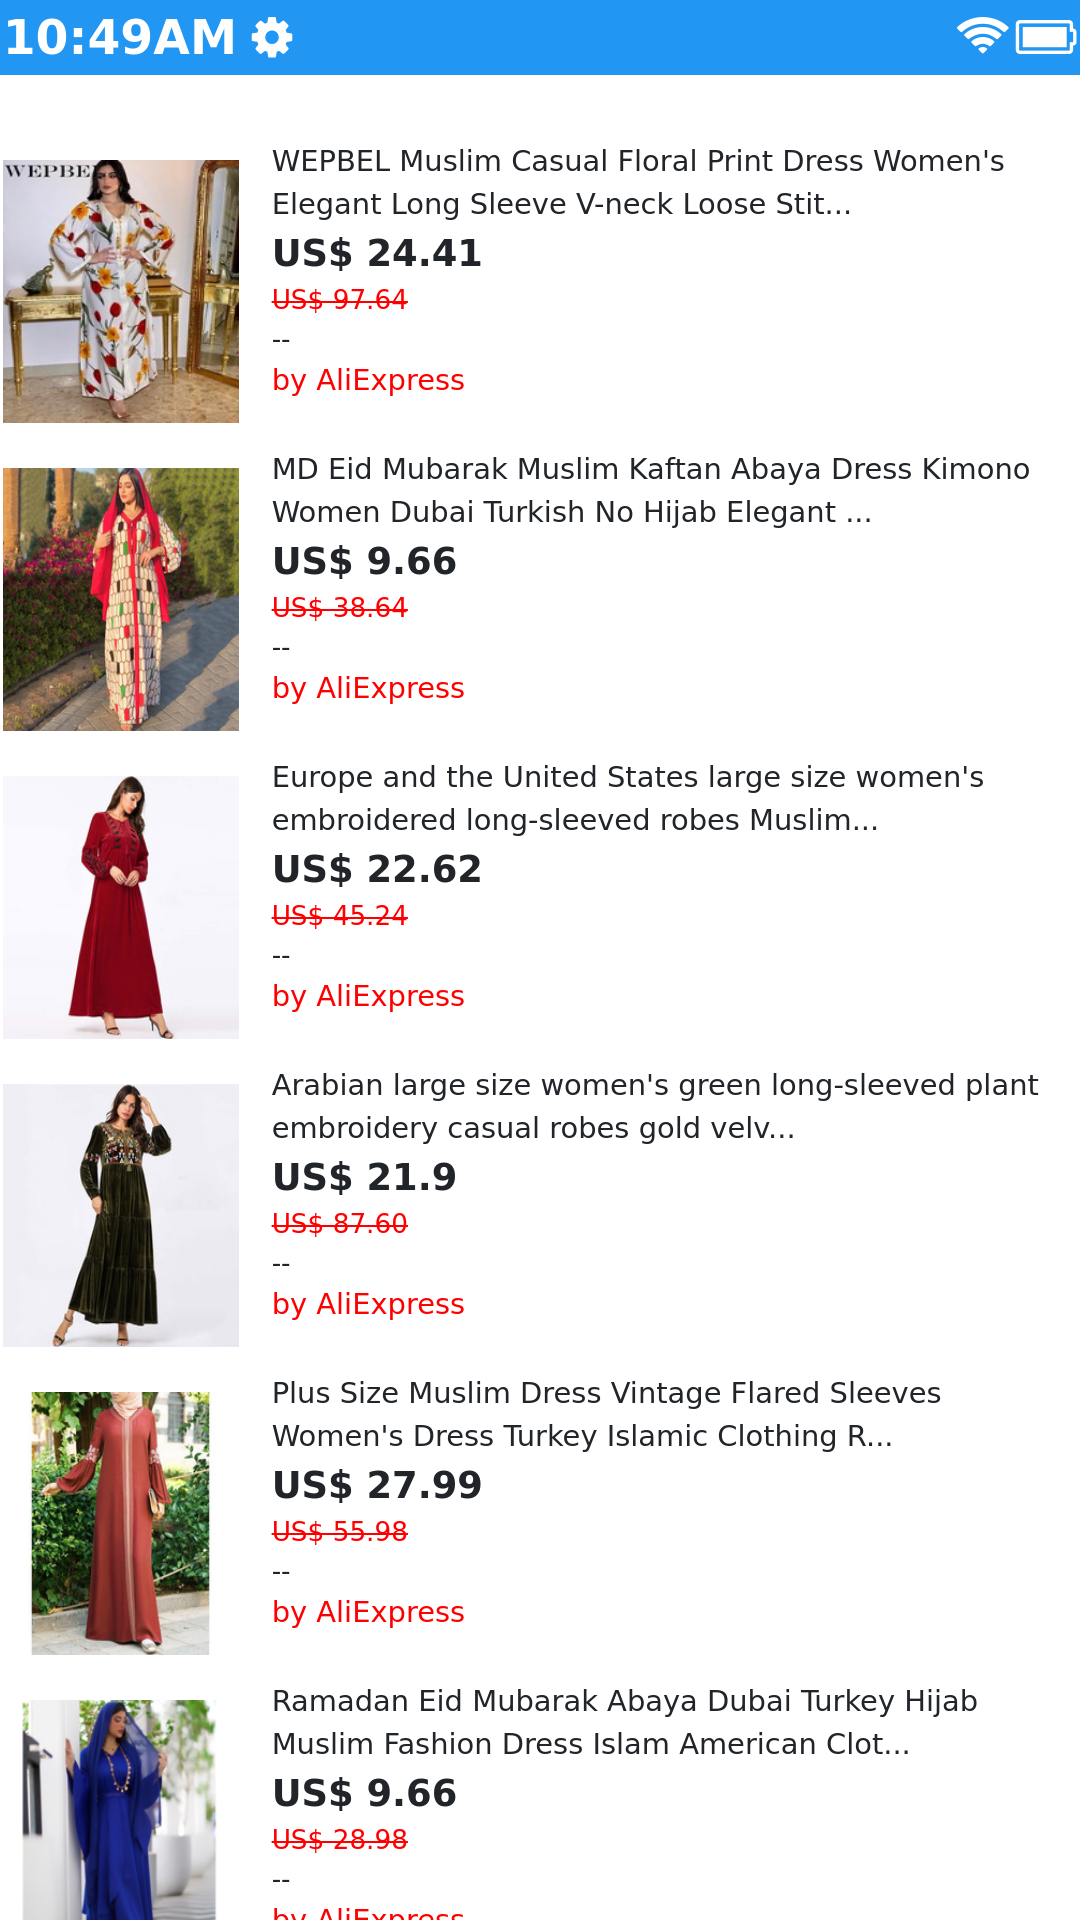 10:49AM
WEPBEL
WEPBEL Muslim Casual Floral Print Dress Women's
Elegant Long Sleeve V-neck Loose Stit...
US$ 24.41
US$ 97.64
--
by AliExpress
MD Eid Mubarak Muslim Kaftan Abaya Dress Kimono
Women Dubai Turkish No Hijab Elegant ...
US$ 9.66
US$ 38.64
--
by AliExpress
Europe and the United States large size women's
embroidered long-sleeved robes Muslim...
US$ 22.62
US$ 45.24
--
by AliExpress
Arabian large size women's green long-sleeved plant
embroidery casual robes gold velv...
US$ 21.9
US$ 87.60
--
by AliExpress
Plus Size Muslim Dress Vintage Flared Sleeves
Women's Dress Turkey Islamic Clothing R...
US$ 27.99
US$ 55.98
--
by AliExpress
Ramadan Eid Mubarak Abaya Dubai Turkey Hijab
Muslim Fashion Dress Islam American Clot...
US$ 9.66
US$ 28.98
--
by AliExpress